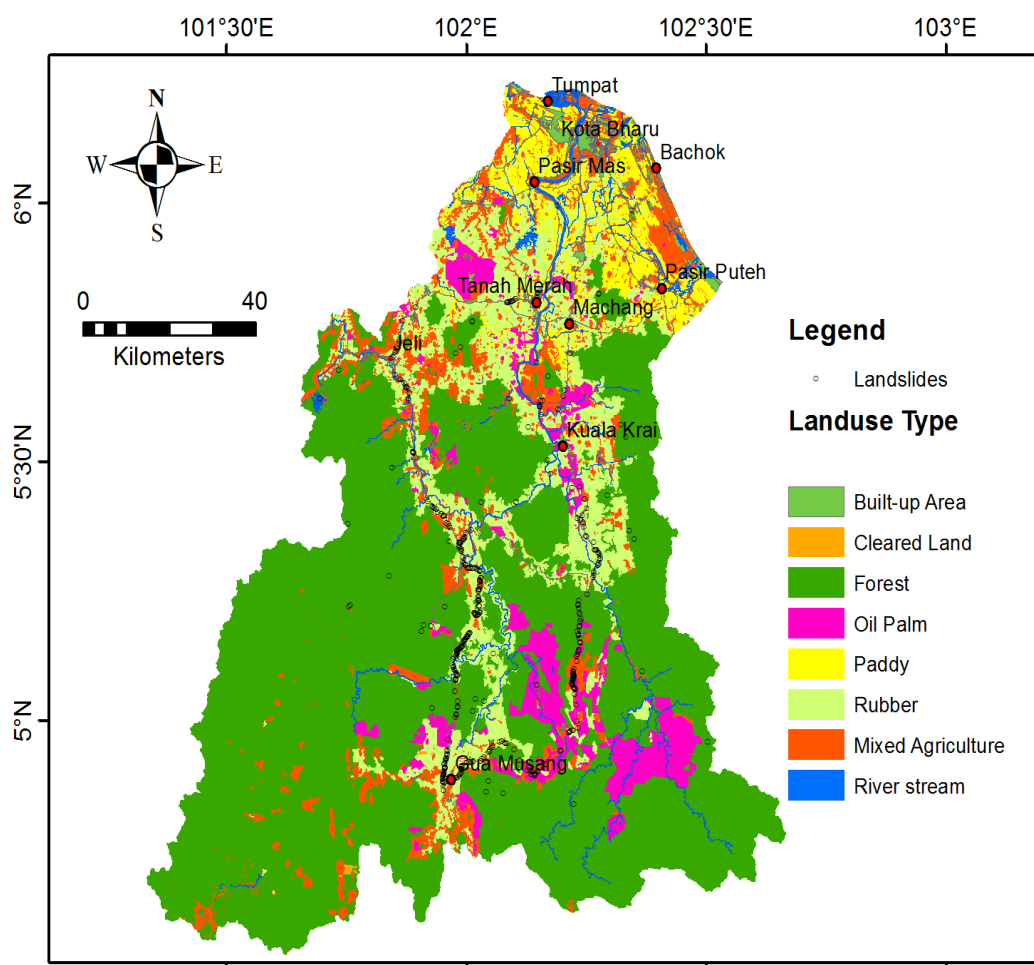 101°30'E 102°E 102°30'E 103°E
N
W E
S
6°N
5°30'N
5°N
0 40
Kilometers
Tumpat
Kota Bharu
Bachok
Pasir Mas
Pasir Puteh
Tanah Merah
Machang
Jeli
Kuala Krai
Gua Musang
Legend
Landslides
Landuse Type
Built-up Area
Cleared Land
Forest
Oil Palm
Paddy
Rubber
Mixed Agriculture
River stream